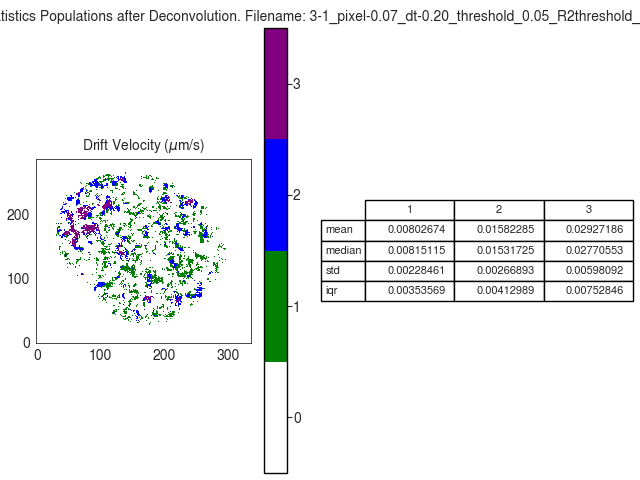 tistics Populations after Deconvolution. Filename: 3-1_pixel-0.07_dt-0.20_threshold_0.05_R2threshold_
Drift Velocity (μm/s)
200
100
0
0 100 200 300
3
2
1
0
1 2 3
mean 0.00802674 0.01582285 0.02927186
median 0.00815115 0.01531725 0.02770553
std 0.00228461 0.00266893 0.00598092
iqr 0.00353569 0.00412989 0.00752846